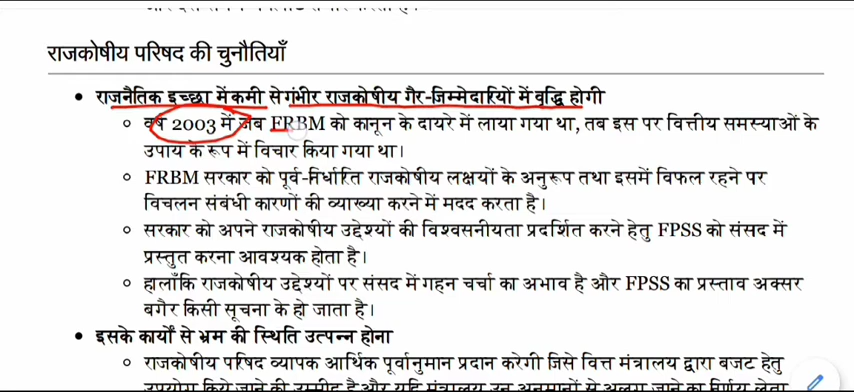 राजकोषीय परिषद की चुनौतियाँ
• राजनैतिक इच्छा में कमी से गंभीर राजकोषीय गैर-जिम्मेदारियों में वृद्धि होगी
○ वर्ष 2003 में जब FRBM को कानून के दायरे में लाया गया था, तब इस पर वित्तीय समस्याओं के
उपाय के रूप में विचार किया गया था।
○ FRBM सरकार को पूर्व-निर्धारित राजकोषीय लक्षयों के अनुरूप तथा इसमें विफल रहने पर
विचलन संबंधी कारणों की व्याख्या करने में मदद करता है।
○ सरकार को अपने राजकोषीय उद्देश्यों की विश्वसनीयता प्रदर्शित करने हेतु FPSS को संसद में
प्रस्तुत करना आवश्यक होता है।
○ हालाँकि राजकोषीय उद्देश्यों पर संसद में गहन चर्चा का अभाव है और FPSS का प्रस्ताव अक्सर
बगैर किसी सूचना के हो जाता है।
• इसके कार्यों से भ्रम की स्थिति उत्पन्न होना
○ राजकोषीय परिषद व्यापक आर्थिक पूर्वानुमान प्रदान करेगी जिसे वित्त मंत्रालय द्वारा बजट हेतु